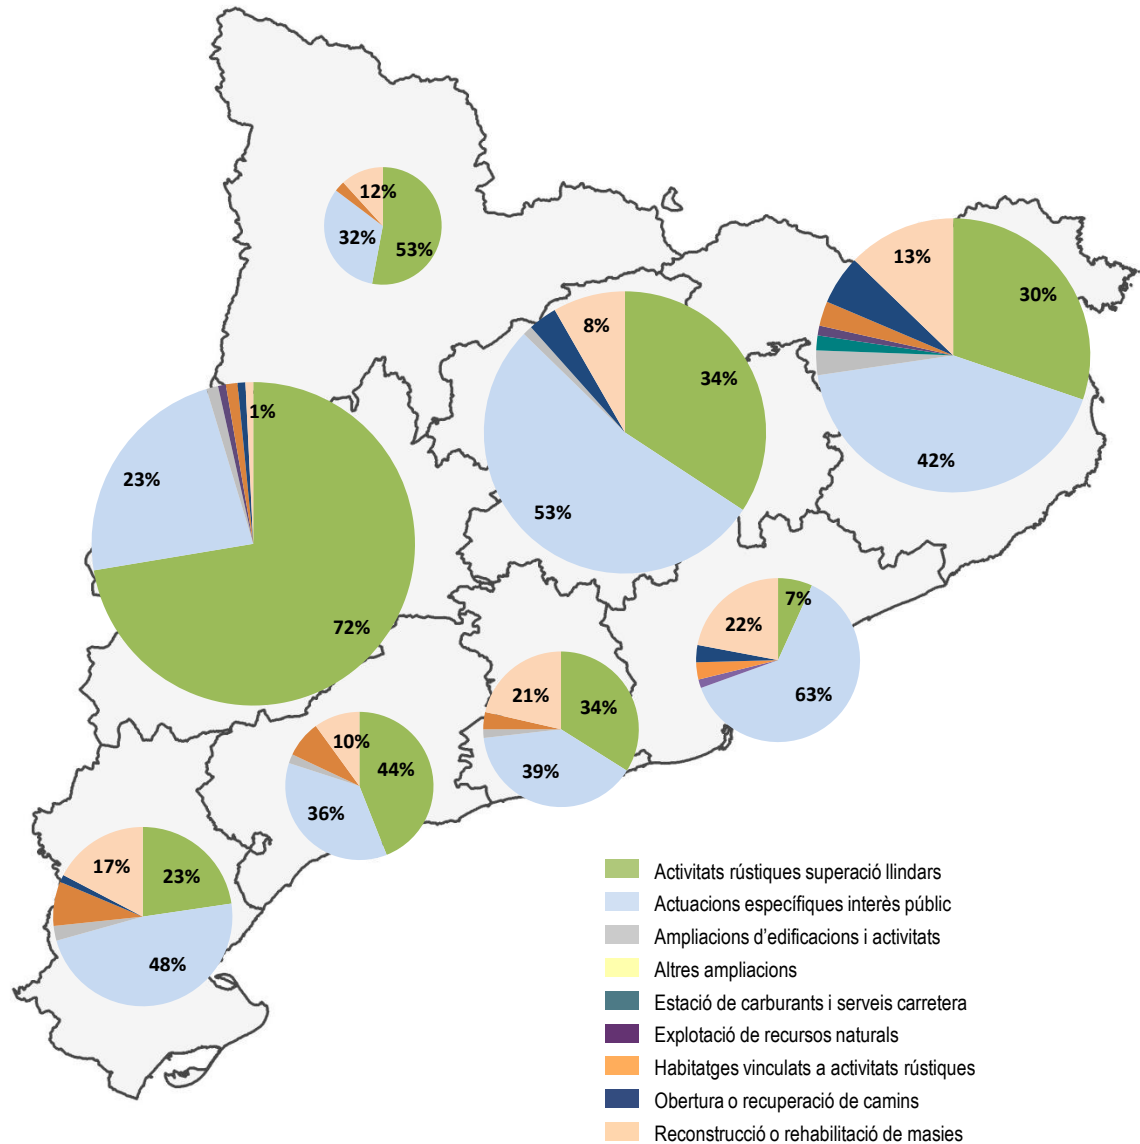 12%
32%
53%
13%
30%
42%
8%
34%
53%
1%
23%
72%
7%
22%
63%
21%
34%
39%
10%
44%
36%
17%
23%
48%
Activitats rústiques superació llindars
Actuacions específiques interès públic
Ampliacions d'edificacions i activitats
Altres ampliacions
Estació de carburants i serveis carretera
Explotació de recursos naturals
Habitatges vinculats a activitats rústiques
Obertura o recuperació de camins
Reconstrucció o rehabilitació de masies